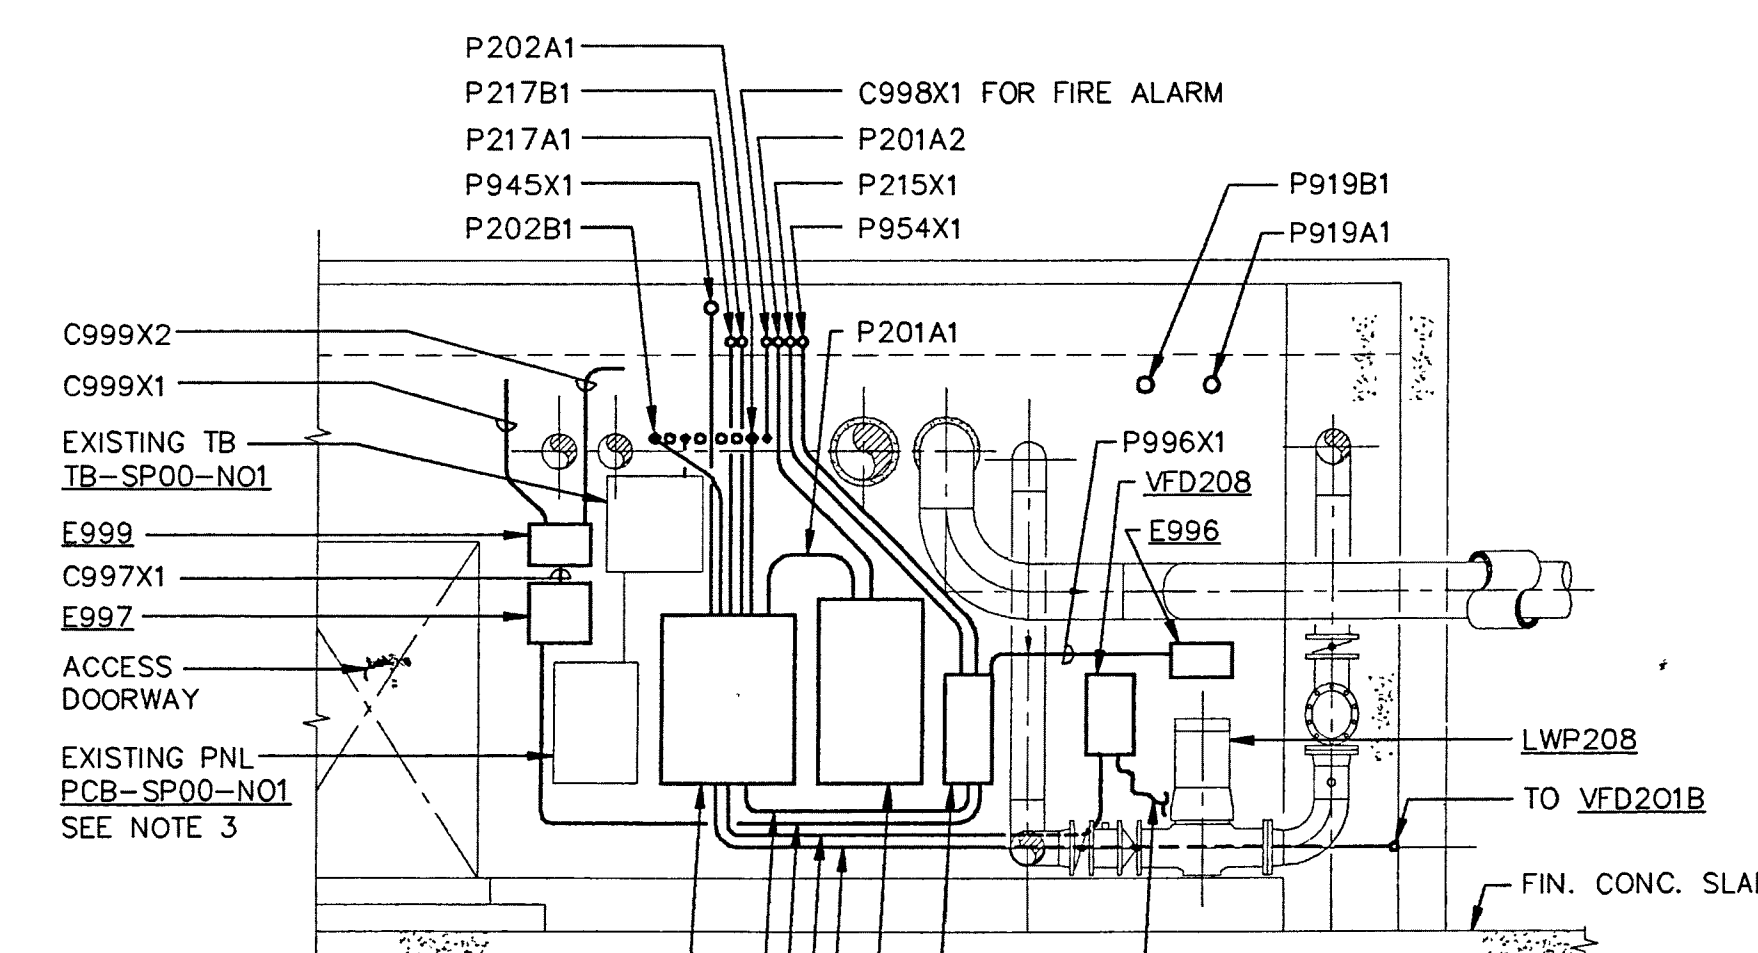 P202A1
P217B1
P217A1
P945X1
P202B1
C998X1 FOR FIRE ALARM
P201A2
P215X1
P954X1
P919B1
P919A1
P201A1
C999X2
C999X1
EXISTING TB
TB-SP00-N01
E999
C997X1
E997
ACCESS
DOORWAY
EXISTING PNL
PCB-SP00-N01
SEE NOTE 3
P996X1
VFD208
E996
LWP208
TO VFD201B
FIN. CONC. SLA